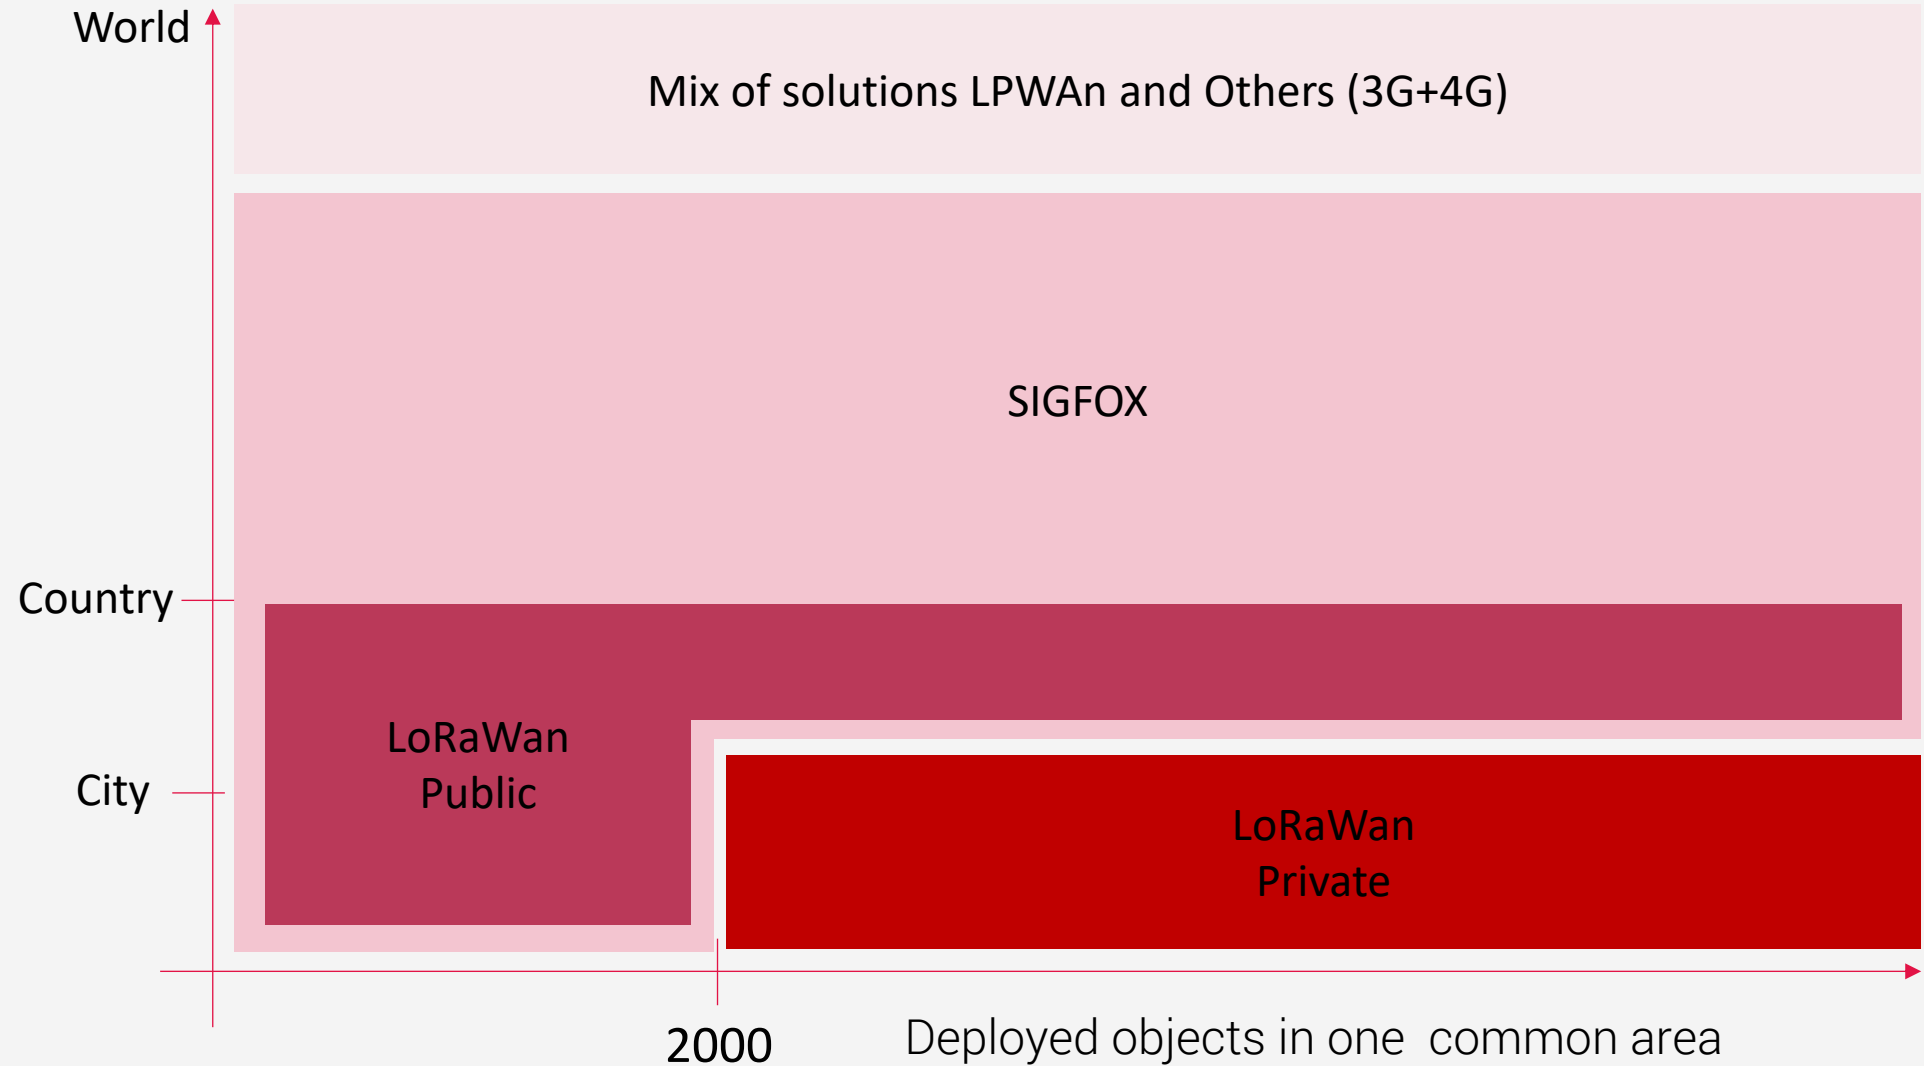 World
Mix of solutions LPWAn and Others (3G+4G)
SIGFOX
Country
LoRaWan
Public
City
LoRaWan
Private
2000
Deployed objects in one common area